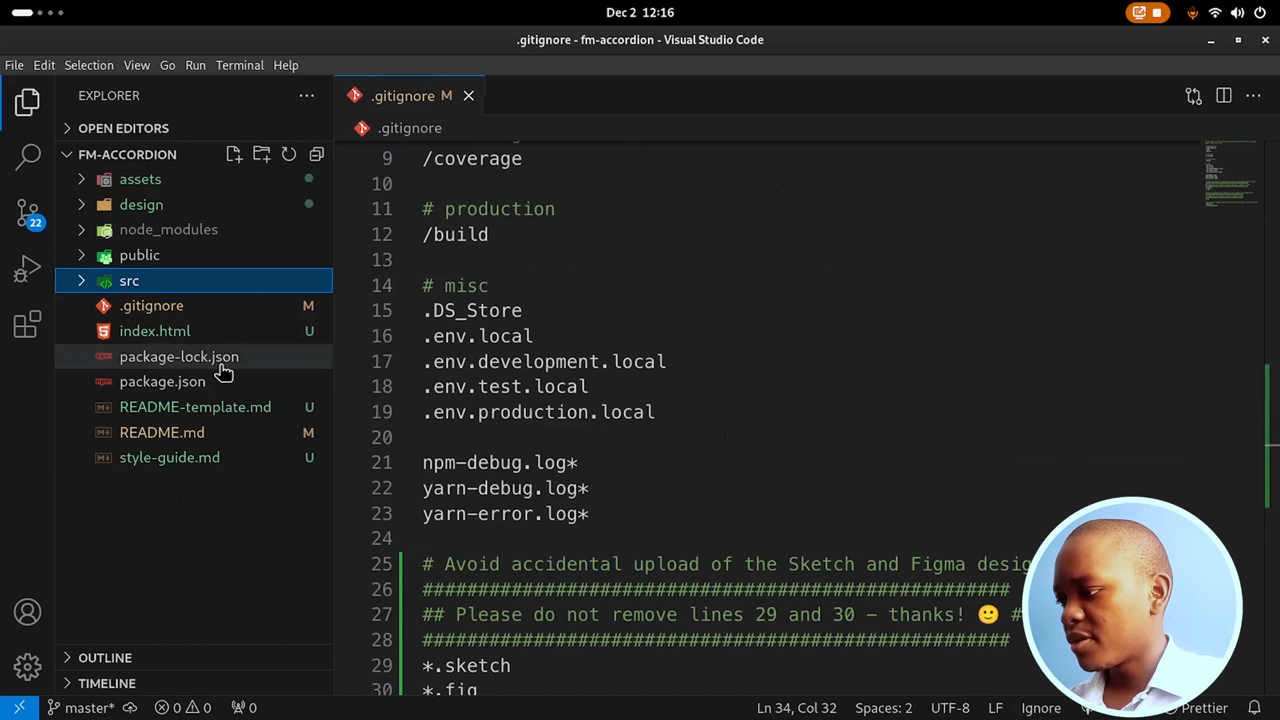 Dec 2 12:16
.gitignore - fm-accordion - Visual Studio Code
File Edit Selection View Go Run Terminal Help
EXPLORER
.gitignore M
OPEN EDITORS
.gitignore
FM-ACCORDION
assets
design
node_modules
public
src
.gitignore M
index.html U
package-lock.json
package.json
README-template.md U
README.md M
style-guide.md U
22
OUTLINE
TIMELINE
9 /coverage
10
11 # production
12 /build
13
14 # misc
15 .DS_Store
16 .env.local
17 .env.development.local
18 .env.test.local
19 .env.production.local
20
21 npm-debug.log*
22 yarn-debug.log*
23 yarn-error.log*
24
25 # Avoid accidental upload of the Sketch and Figma desig
26 #####################################################
27 ## Please do not remove lines 29 and 30 - thanks! 🙂 #
28 #####################################################
29 *.sketch
30 *.fig
master* 0 0 0 Ln 34, Col 32 Spaces: 2 UTF-8 LF Ignore Prettier